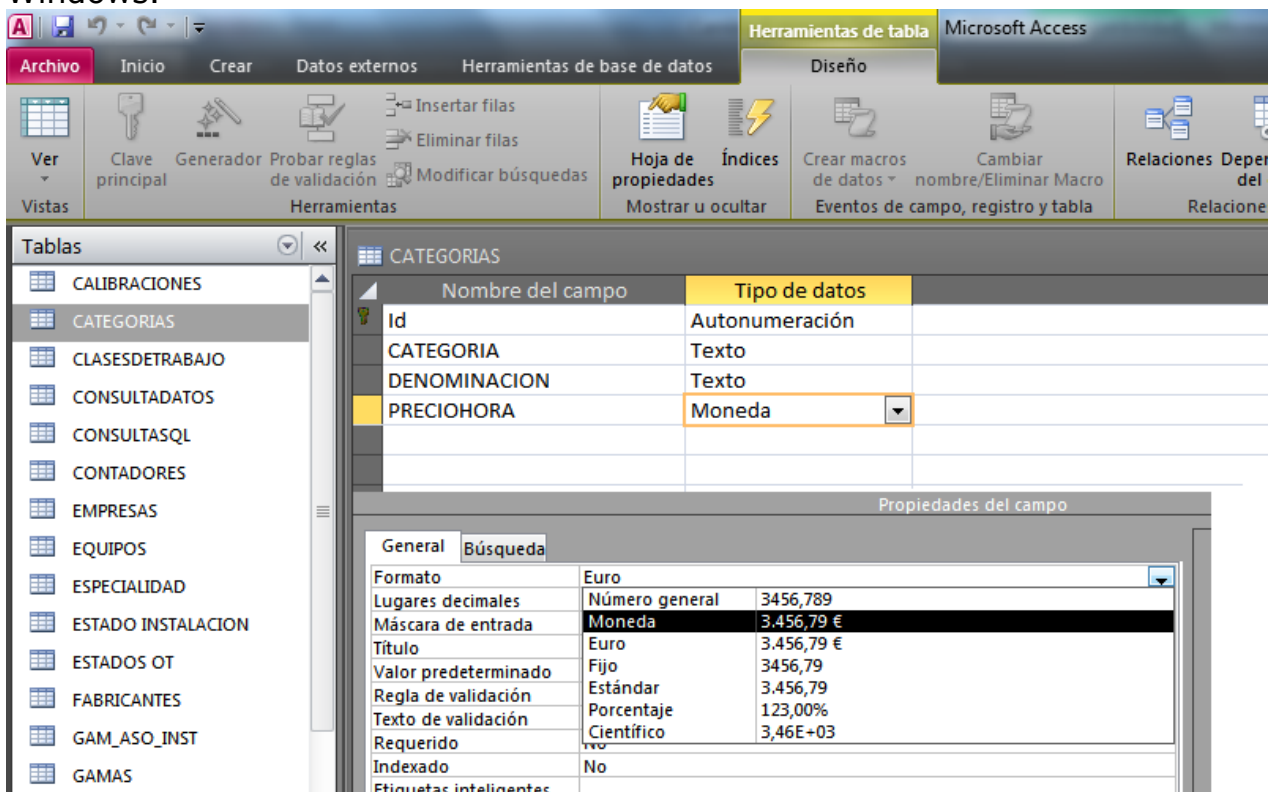 Windows.
Herramientas de tabla Microsoft Access
Archivo Inicio Crear Datos externos Herramientas de base de datos Diseño
Ver
Clave principal
Generador
Probar reglas de validación
Insertar filas
Eliminar filas
Modificar búsquedas
Hoja de propiedades
Índices
Crear macros de datos
Cambiar nombre/Eliminar Macro
Relaciones
Depen
del
Vistas Herramientas Mostrar u ocultar Eventos de campo, registro y tabla Relacione
Tablas
CALIBRACIONES
CATEGORIAS
CLASESDETRABAJO
CONSULTADATOS
CONSULTASQL
CONTADORES
EMPRESAS
EQUIPOS
ESPECIALIDAD
ESTADO INSTALACION
ESTADOS OT
FABRICANTES
GAM_ASO_INST
GAMAS
CATEGORIAS
Nombre del campo Tipo de datos
Id Autonumeración
CATEGORIA Texto
DENOMINACION Texto
PRECIOHORA Moneda
Propiedades del campo
General Búsqueda
Formato Euro
Lugares decimales
Máscara de entrada
Título
Valor predeterminado
Regla de validación
Texto de validación
Requerido No
Indexado No
Etiquetas inteligentes
Número general 3456,789
Moneda 3.456,79 €
Euro 3.456,79 €
Fijo 3456,79
Estándar 3.456,79
Porcentaje 123,00%
Científico 3,46E+03